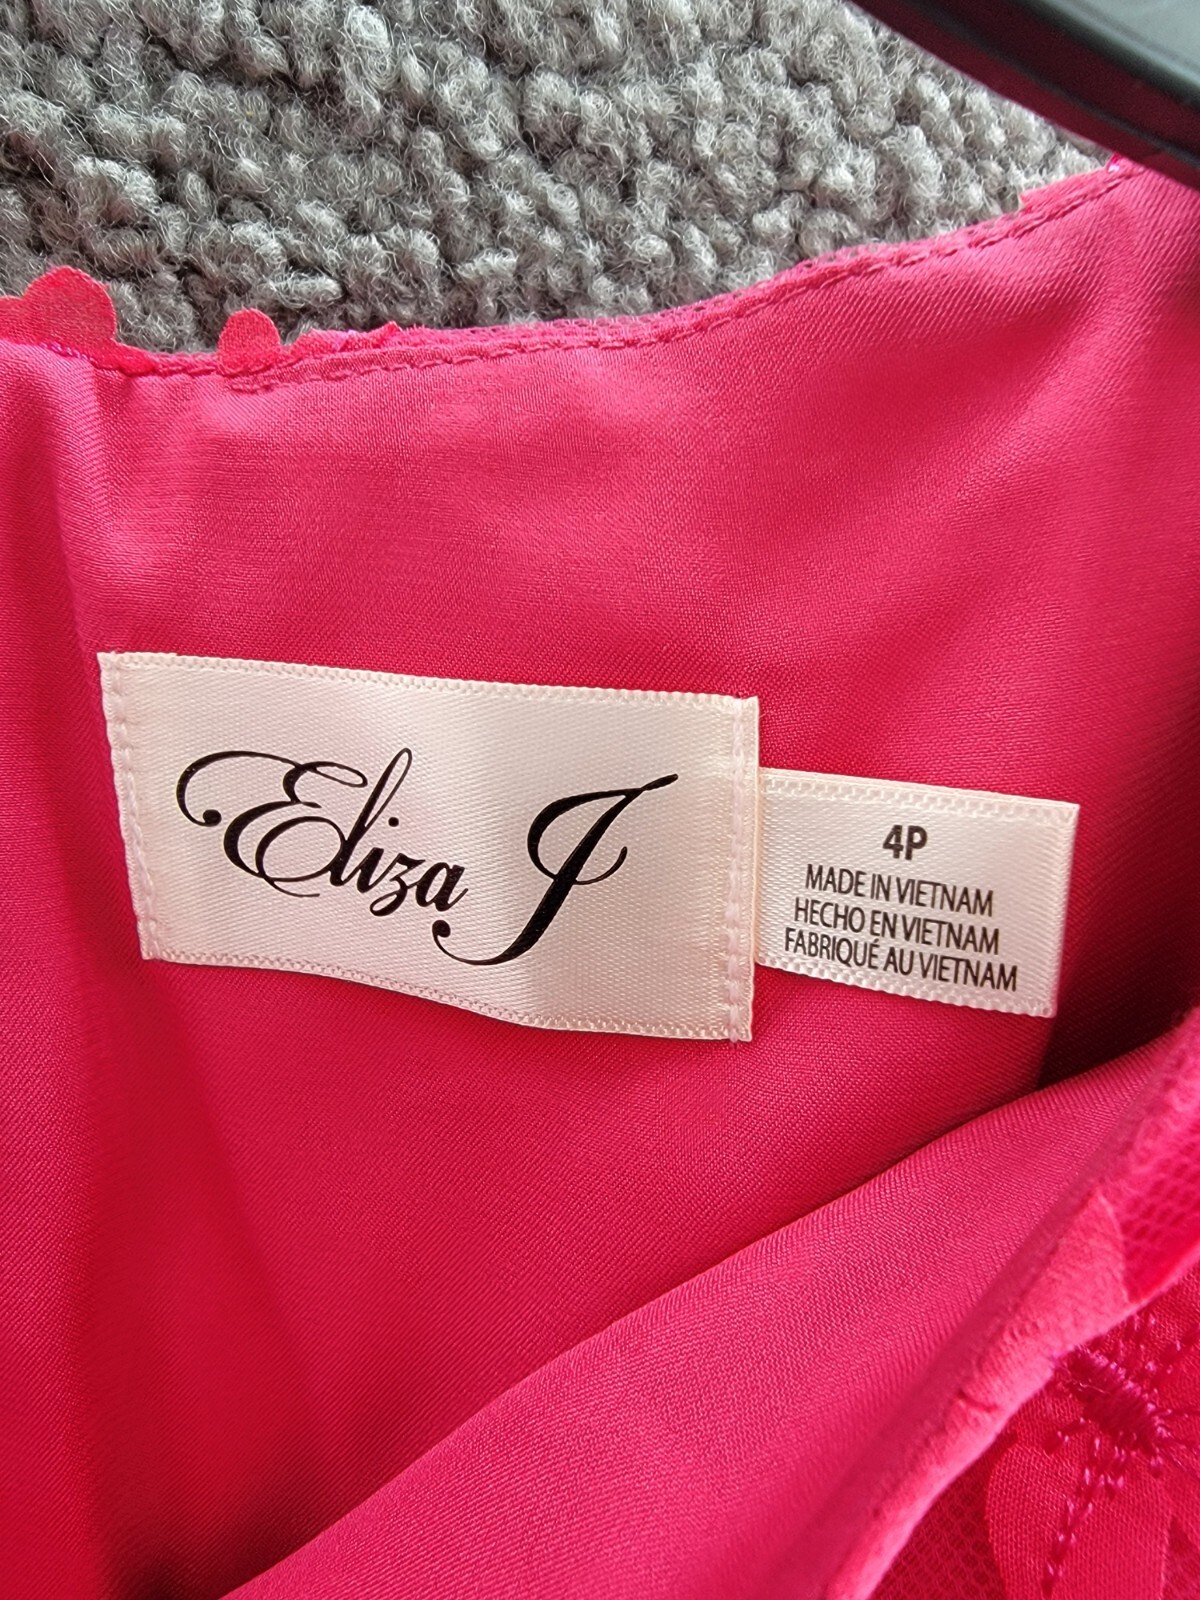 Eliza J
4P
MADE IN VIETNAM
HECHO EN VIETNAM
FABRIQUÉ AU VIETNAM